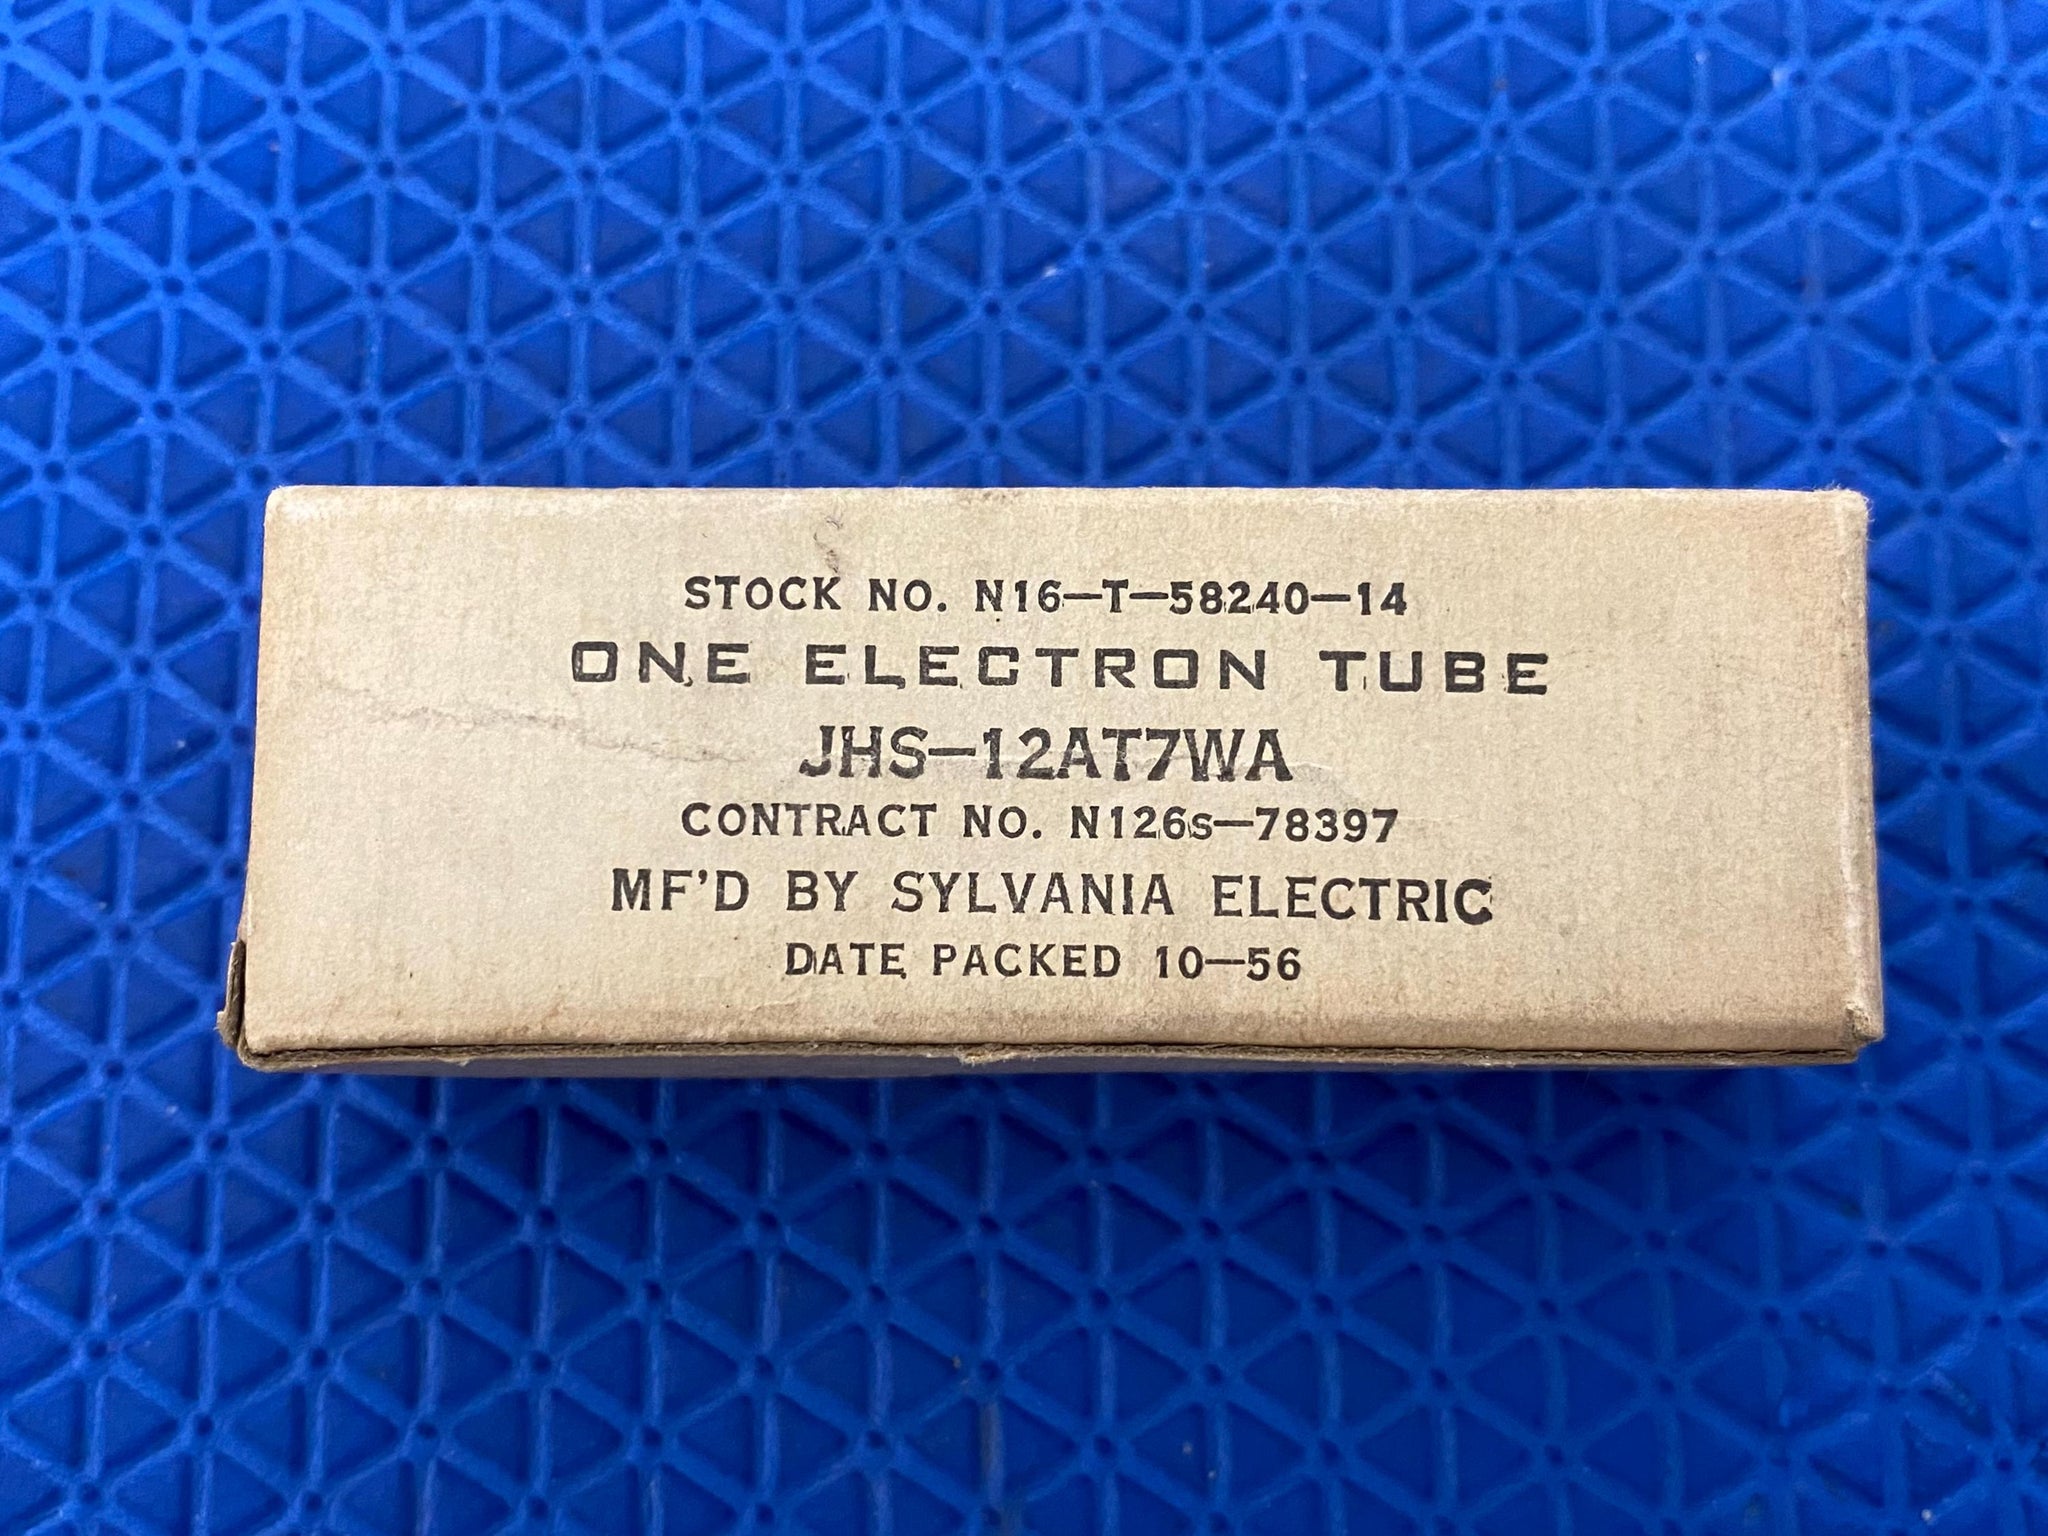 STOCK NO. N16—T—58240—14
ONE ELECTRON TUBE
JHS—12AT7WA
CONTRACT NO. N126s—78397
MF'D BY SYLVANIA ELECTRIC
DATE PACKED 10—56